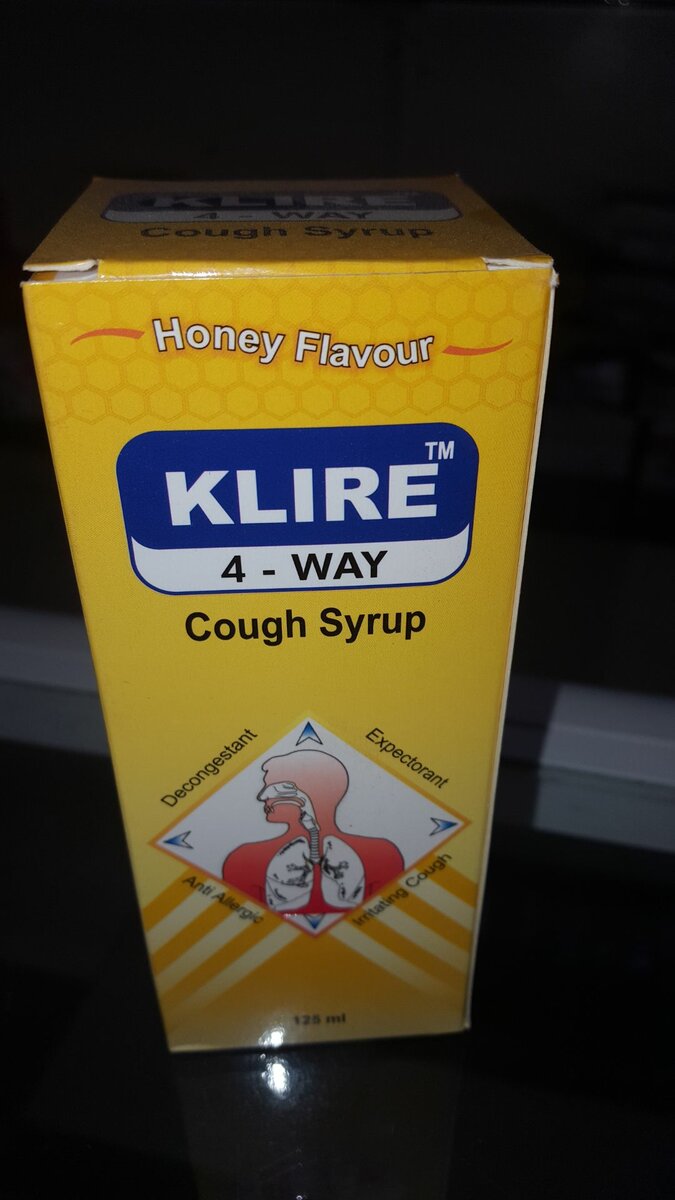 KLIRE
4 - WAY
Cough Syrup
Honey Flavour
KLIRE™
4 - WAY
Cough Syrup
Decongestant
Expectorant
Anti Allergic
Irritating Cough
125 ml